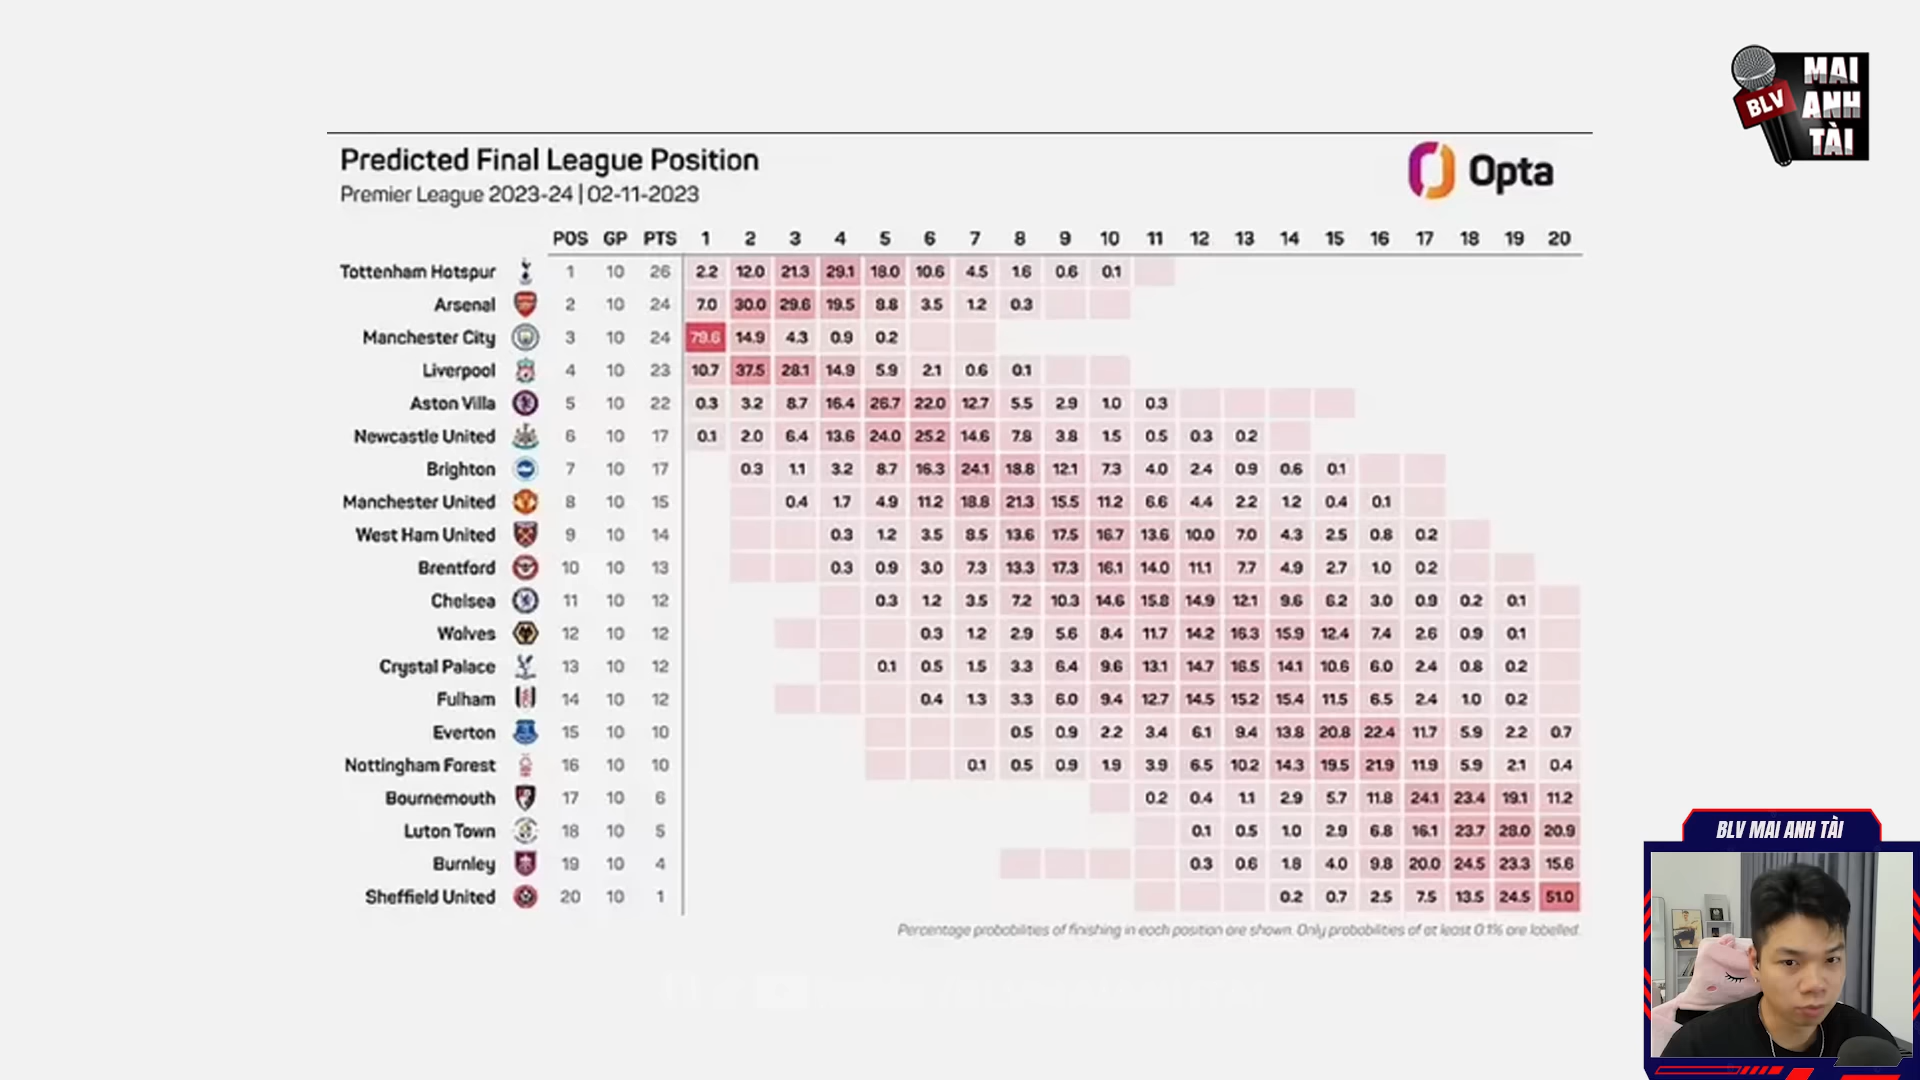 MAI
ANH
TÀI
BLV
Predicted Final League Position
Premier League 2023-24 | 02-11-2023
Opta
POS GP PTS 1 2 3 4 5 6 7 8 9 10 11 12 13 14 15 16 17 18 19 20
Tottenham Hotspur 1 10 26 2.2 12.0 21.3 29.1 18.0 10.6 4.5 1.6 0.6 0.1
Arsenal 2 10 24 7.0 30.0 29.6 19.5 8.8 3.5 1.2 0.3
Manchester City 3 10 24 79.6 14.9 4.3 0.9 0.2
Liverpool 4 10 23 10.7 37.5 28.1 14.9 5.9 2.1 0.6 0.1
Aston Villa 5 10 22 0.3 3.2 8.7 16.4 26.7 22.0 12.7 5.5 2.9 1.0 0.3
Newcastle United 6 10 17 0.1 2.0 6.4 13.6 24.0 25.2 14.6 7.8 3.8 1.5 0.5 0.3 0.2
Brighton 7 10 17 0.3 1.1 3.2 8.7 16.3 24.1 18.8 12.1 7.3 4.0 2.4 0.9 0.6 0.1
Manchester United 8 10 15 0.4 1.7 4.9 11.2 18.8 21.3 15.5 11.2 6.6 4.4 2.2 1.2 0.4 0.1
West Ham United 9 10 14 0.3 1.2 3.5 8.5 13.6 17.5 16.7 13.6 10.0 7.0 4.3 2.5 0.8 0.2
Brentford 10 10 13 0.3 0.9 3.0 7.3 13.3 17.3 16.1 14.0 11.1 7.7 4.9 2.7 1.0 0.2
Chelsea 11 10 12 0.3 1.2 3.5 7.2 10.3 14.6 15.8 14.9 12.1 9.6 6.2 3.0 0.9 0.2 0.1
Wolves 12 10 12 0.3 1.2 2.9 5.6 8.4 11.7 14.2 16.3 15.9 12.4 7.4 2.6 0.9 0.1
Crystal Palace 13 10 12 0.1 0.5 1.5 3.3 6.4 9.6 13.1 14.7 16.5 14.1 10.6 6.0 2.4 0.8 0.2
Fulham 14 10 12 0.4 1.3 3.3 6.0 9.4 12.7 14.5 15.2 15.4 11.5 6.5 2.4 1.0 0.2
Everton 15 10 10 0.5 0.9 2.2 3.4 6.1 9.4 13.8 20.8 22.4 11.7 5.9 2.2 0.7
Nottingham Forest 16 10 10 0.1 0.5 0.9 1.9 3.9 6.5 10.2 14.3 19.5 21.9 11.9 5.9 2.1 0.4
Bournemouth 17 10 6 0.2 0.4 1.1 2.9 5.7 11.8 24.1 23.4 19.1 11.2
Luton Town 18 10 5 0.1 0.5 1.0 2.9 6.8 16.1 23.7 28.0 20.9
Burnley 19 10 4 0.3 0.6 1.8 4.0 9.8 20.0 24.5 23.3 15.6
Sheffield United 20 10 1 0.2 0.7 2.5 7.5 13.5 24.5 51.0
Percentage probabilities of finishing in each position are shown. Only probabilities of at least 0.1% are labelled.
BLV MAI ANH TÀI